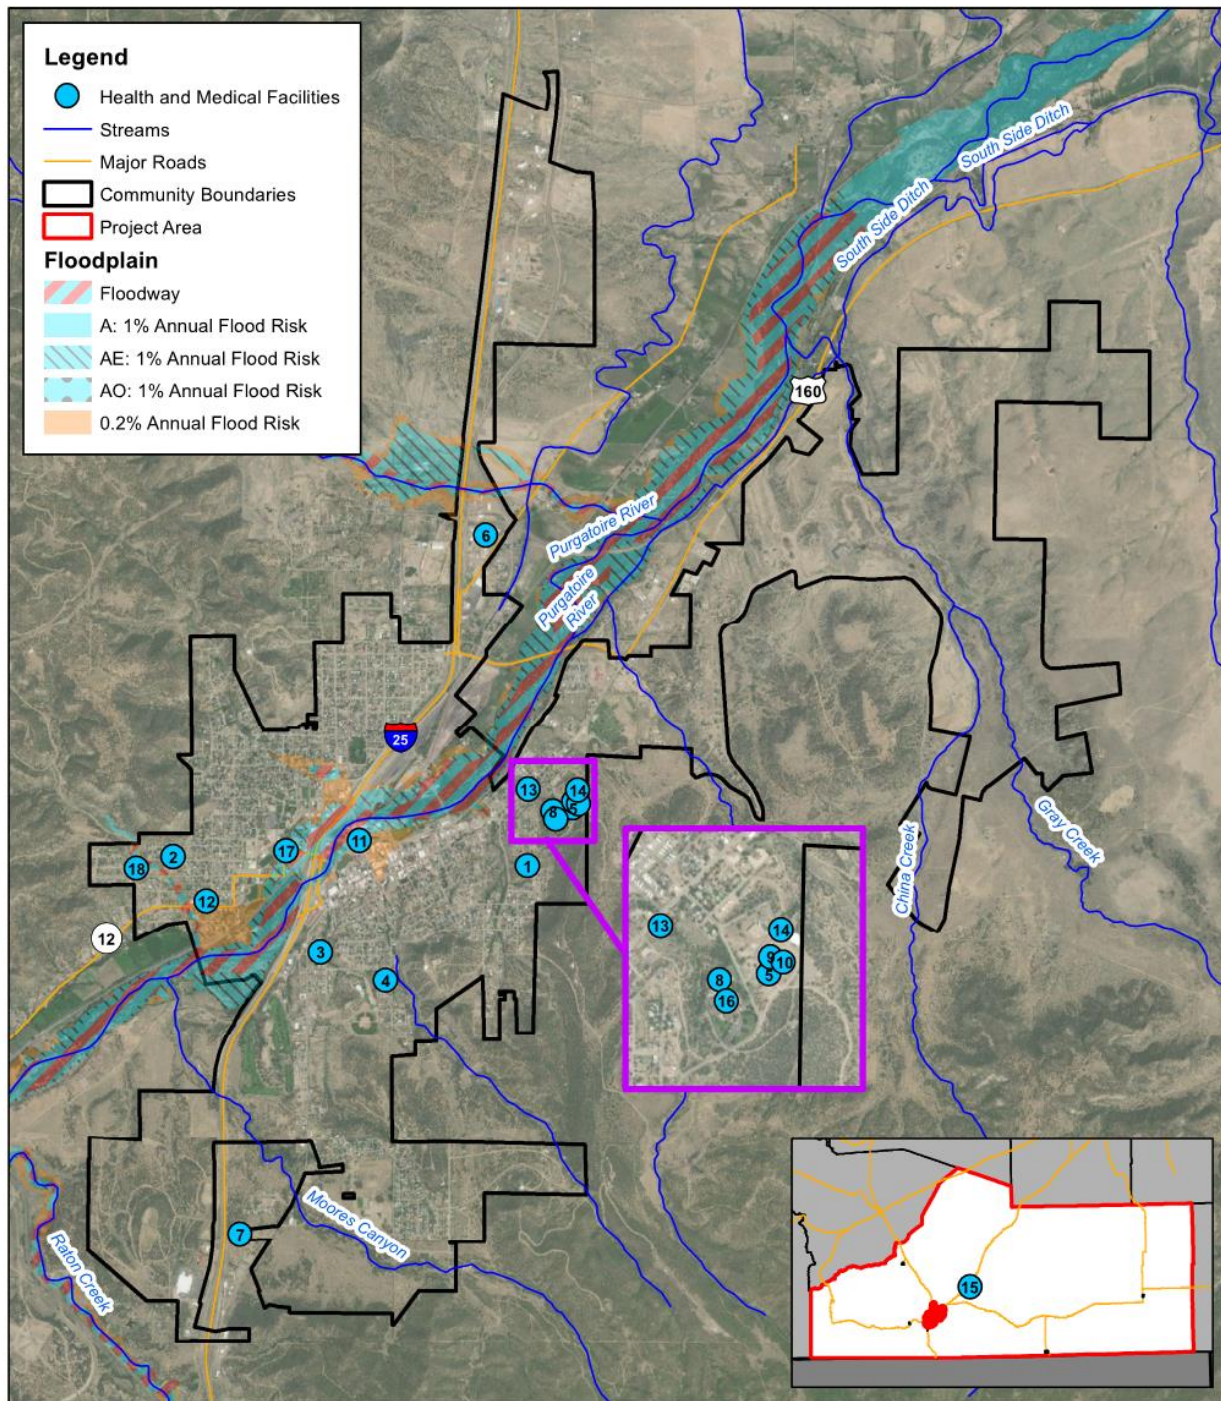 Legend
Health and Medical Facilities
Streams
Major Roads
Community Boundaries
Project Area
Floodplain
Floodway
A: 1% Annual Flood Risk
AE: 1% Annual Flood Risk
AO: 1% Annual Flood Risk
0.2% Annual Flood Risk
South Side Ditch
South Side Ditch
160
Purgatoire River
6
Purgatoire
River
25
13
14
8
5
11
17
2
18
1
12
12
3
4
Gray Creek
China Creek
13
14
9
10
5
8
16
Moores Canyon
7
Raton Creek
15